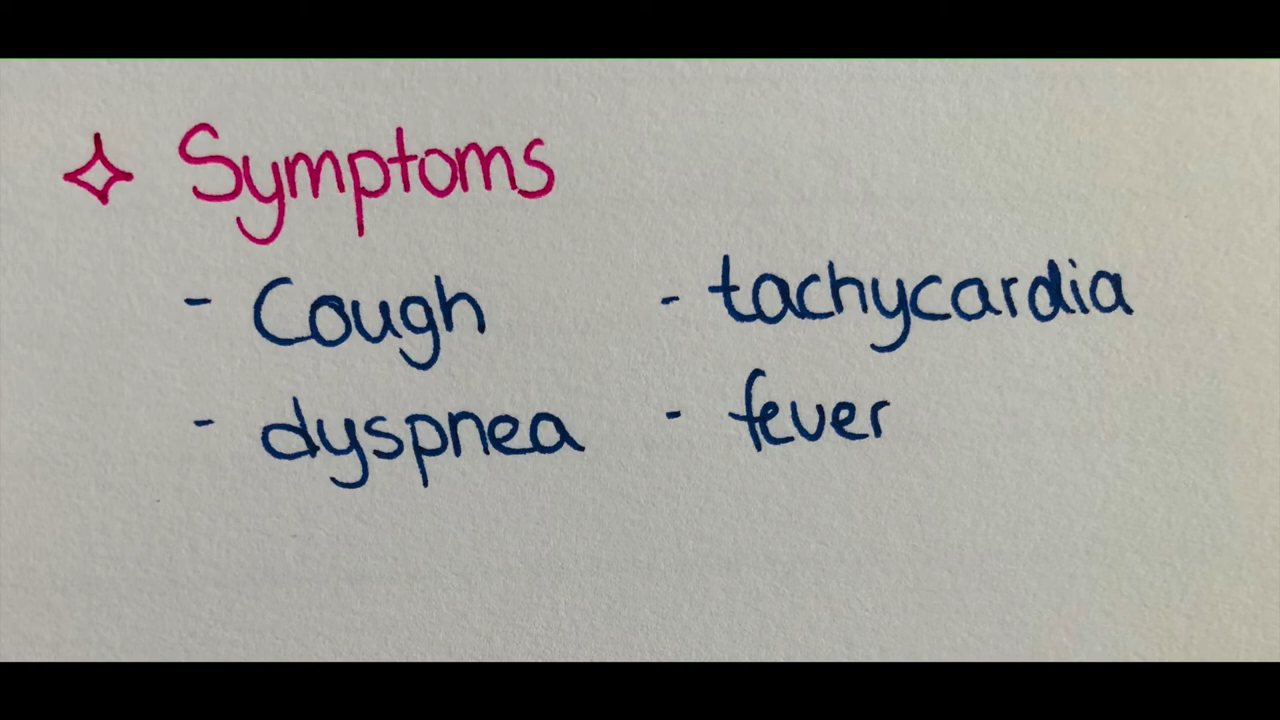 Symptoms
- Cough
- dyspnea
- tachycardia
- fever